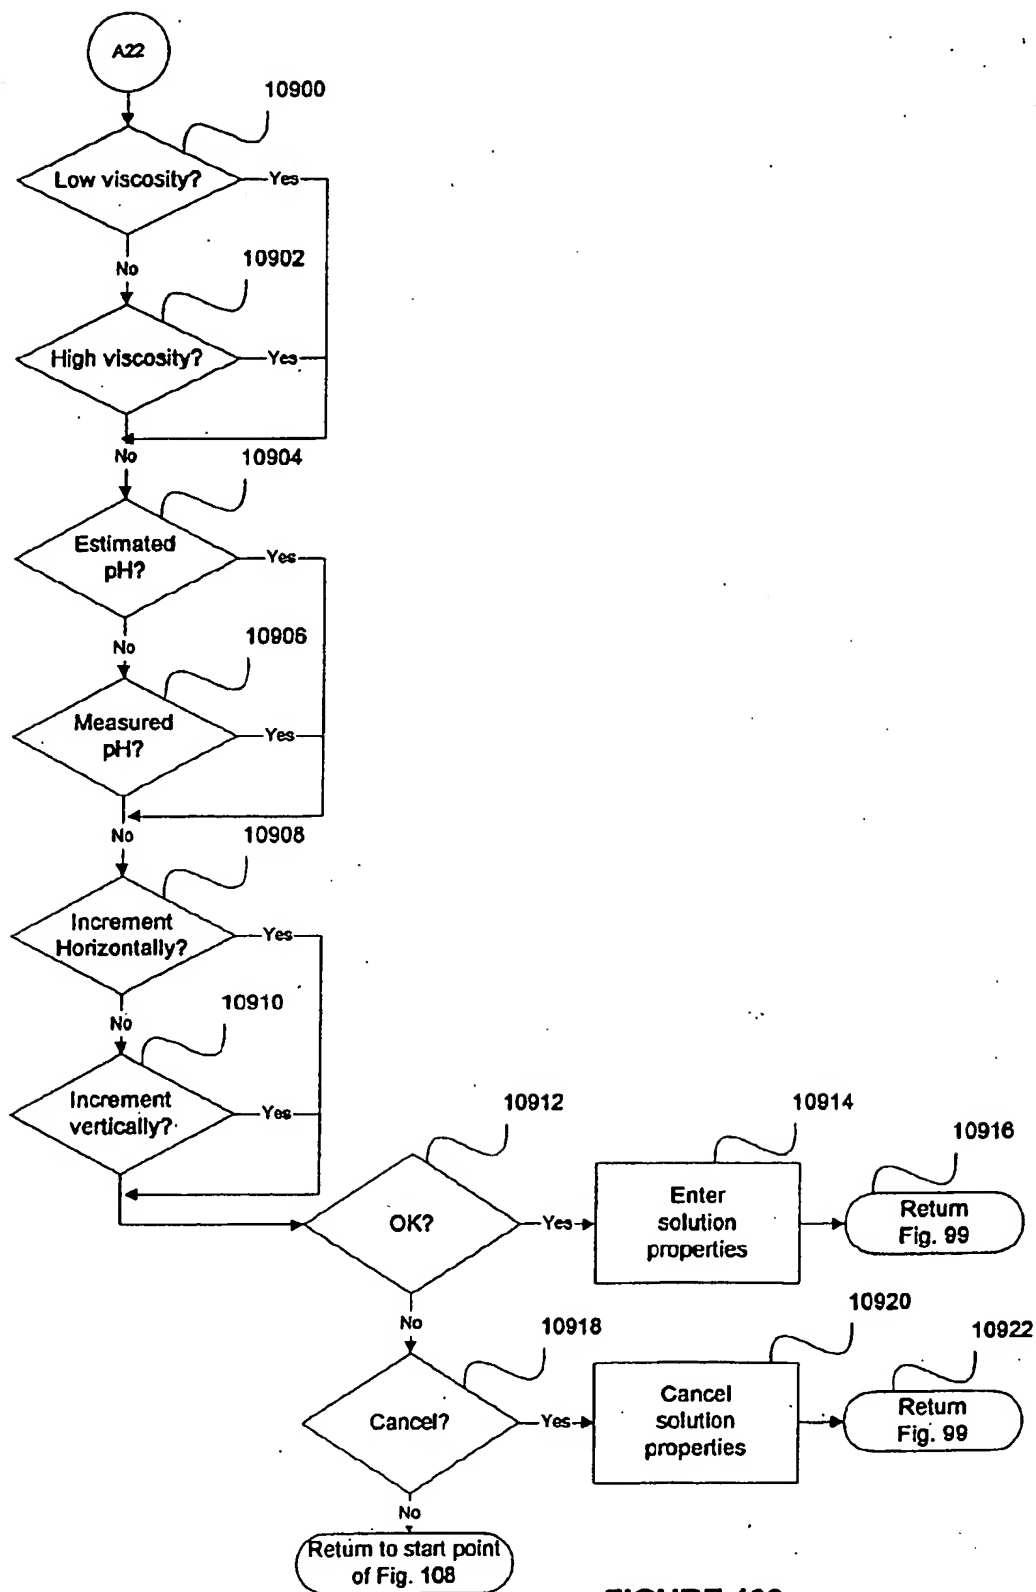 A22
10900
Low viscosity?
Yes
No
10902
High viscosity?
Yes
No
10904
Estimated
pH?
Yes
No
10906
Measured
pH?
Yes
No
10908
Increment
Horizontally?
Yes
No
10910
Increment
vertically?
Yes
10912
OK?
Yes
10914
Enter
solution
properties
10916
Return
Fig. 99
No
10918
Cancel?
Yes
10920
Cancel
solution
properties
10922
Return
Fig. 99
No
Return to start point
of Fig. 108